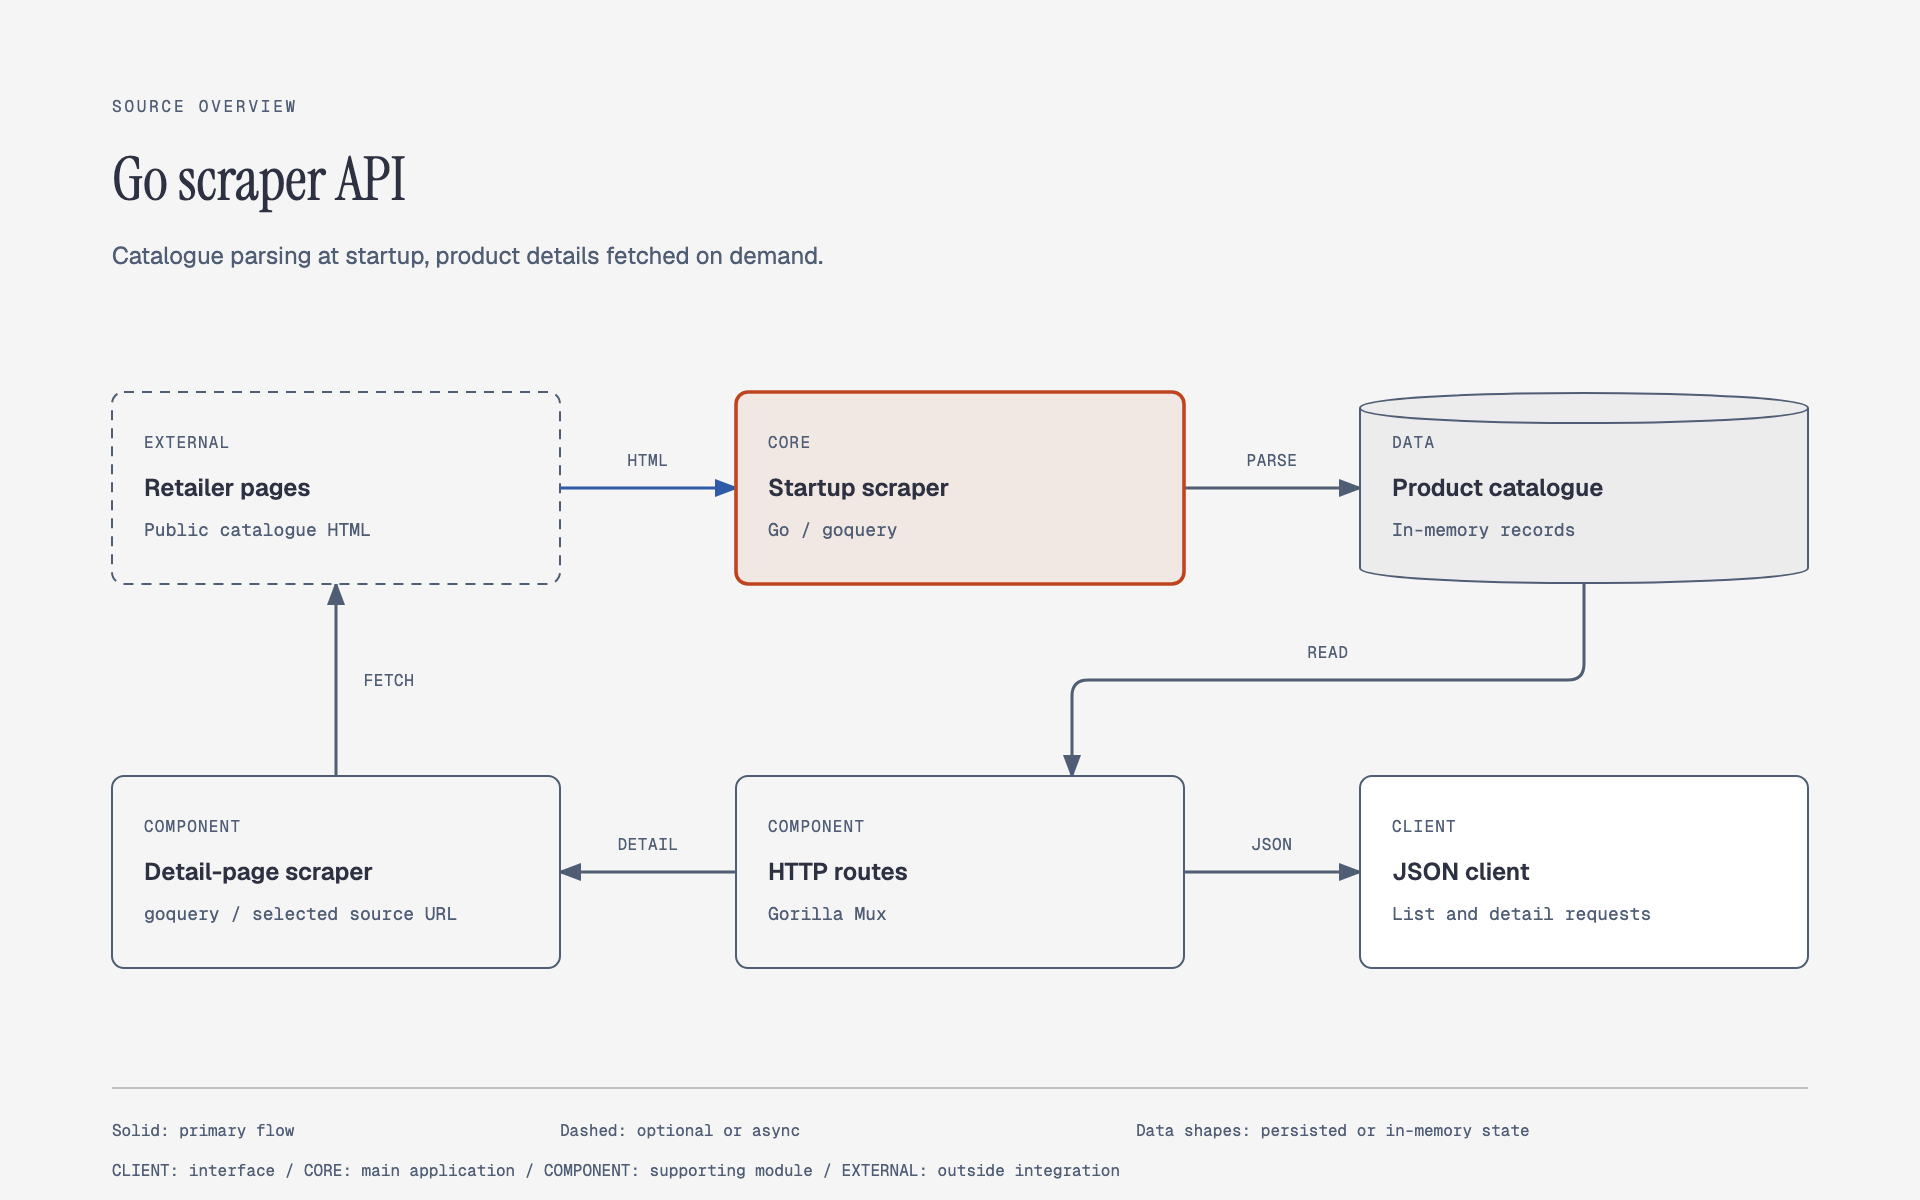 SOURCE OVERVIEW
Go scraper API
Catalogue parsing at startup, product details fetched on demand.
EXTERNAL
Retailer pages
Public catalogue HTML
HTML
CORE
Startup scraper
Go / goquery
PARSE
DATA
Product catalogue
In-memory records
FETCH
READ
COMPONENT
Detail-page scraper
goquery / selected source URL
DETAIL
COMPONENT
HTTP routes
Gorilla Mux
JSON
CLIENT
JSON client
List and detail requests
Solid: primary flow
Dashed: optional or async
Data shapes: persisted or in-memory state
CLIENT: interface / CORE: main application / COMPONENT: supporting module / EXTERNAL: outside integration